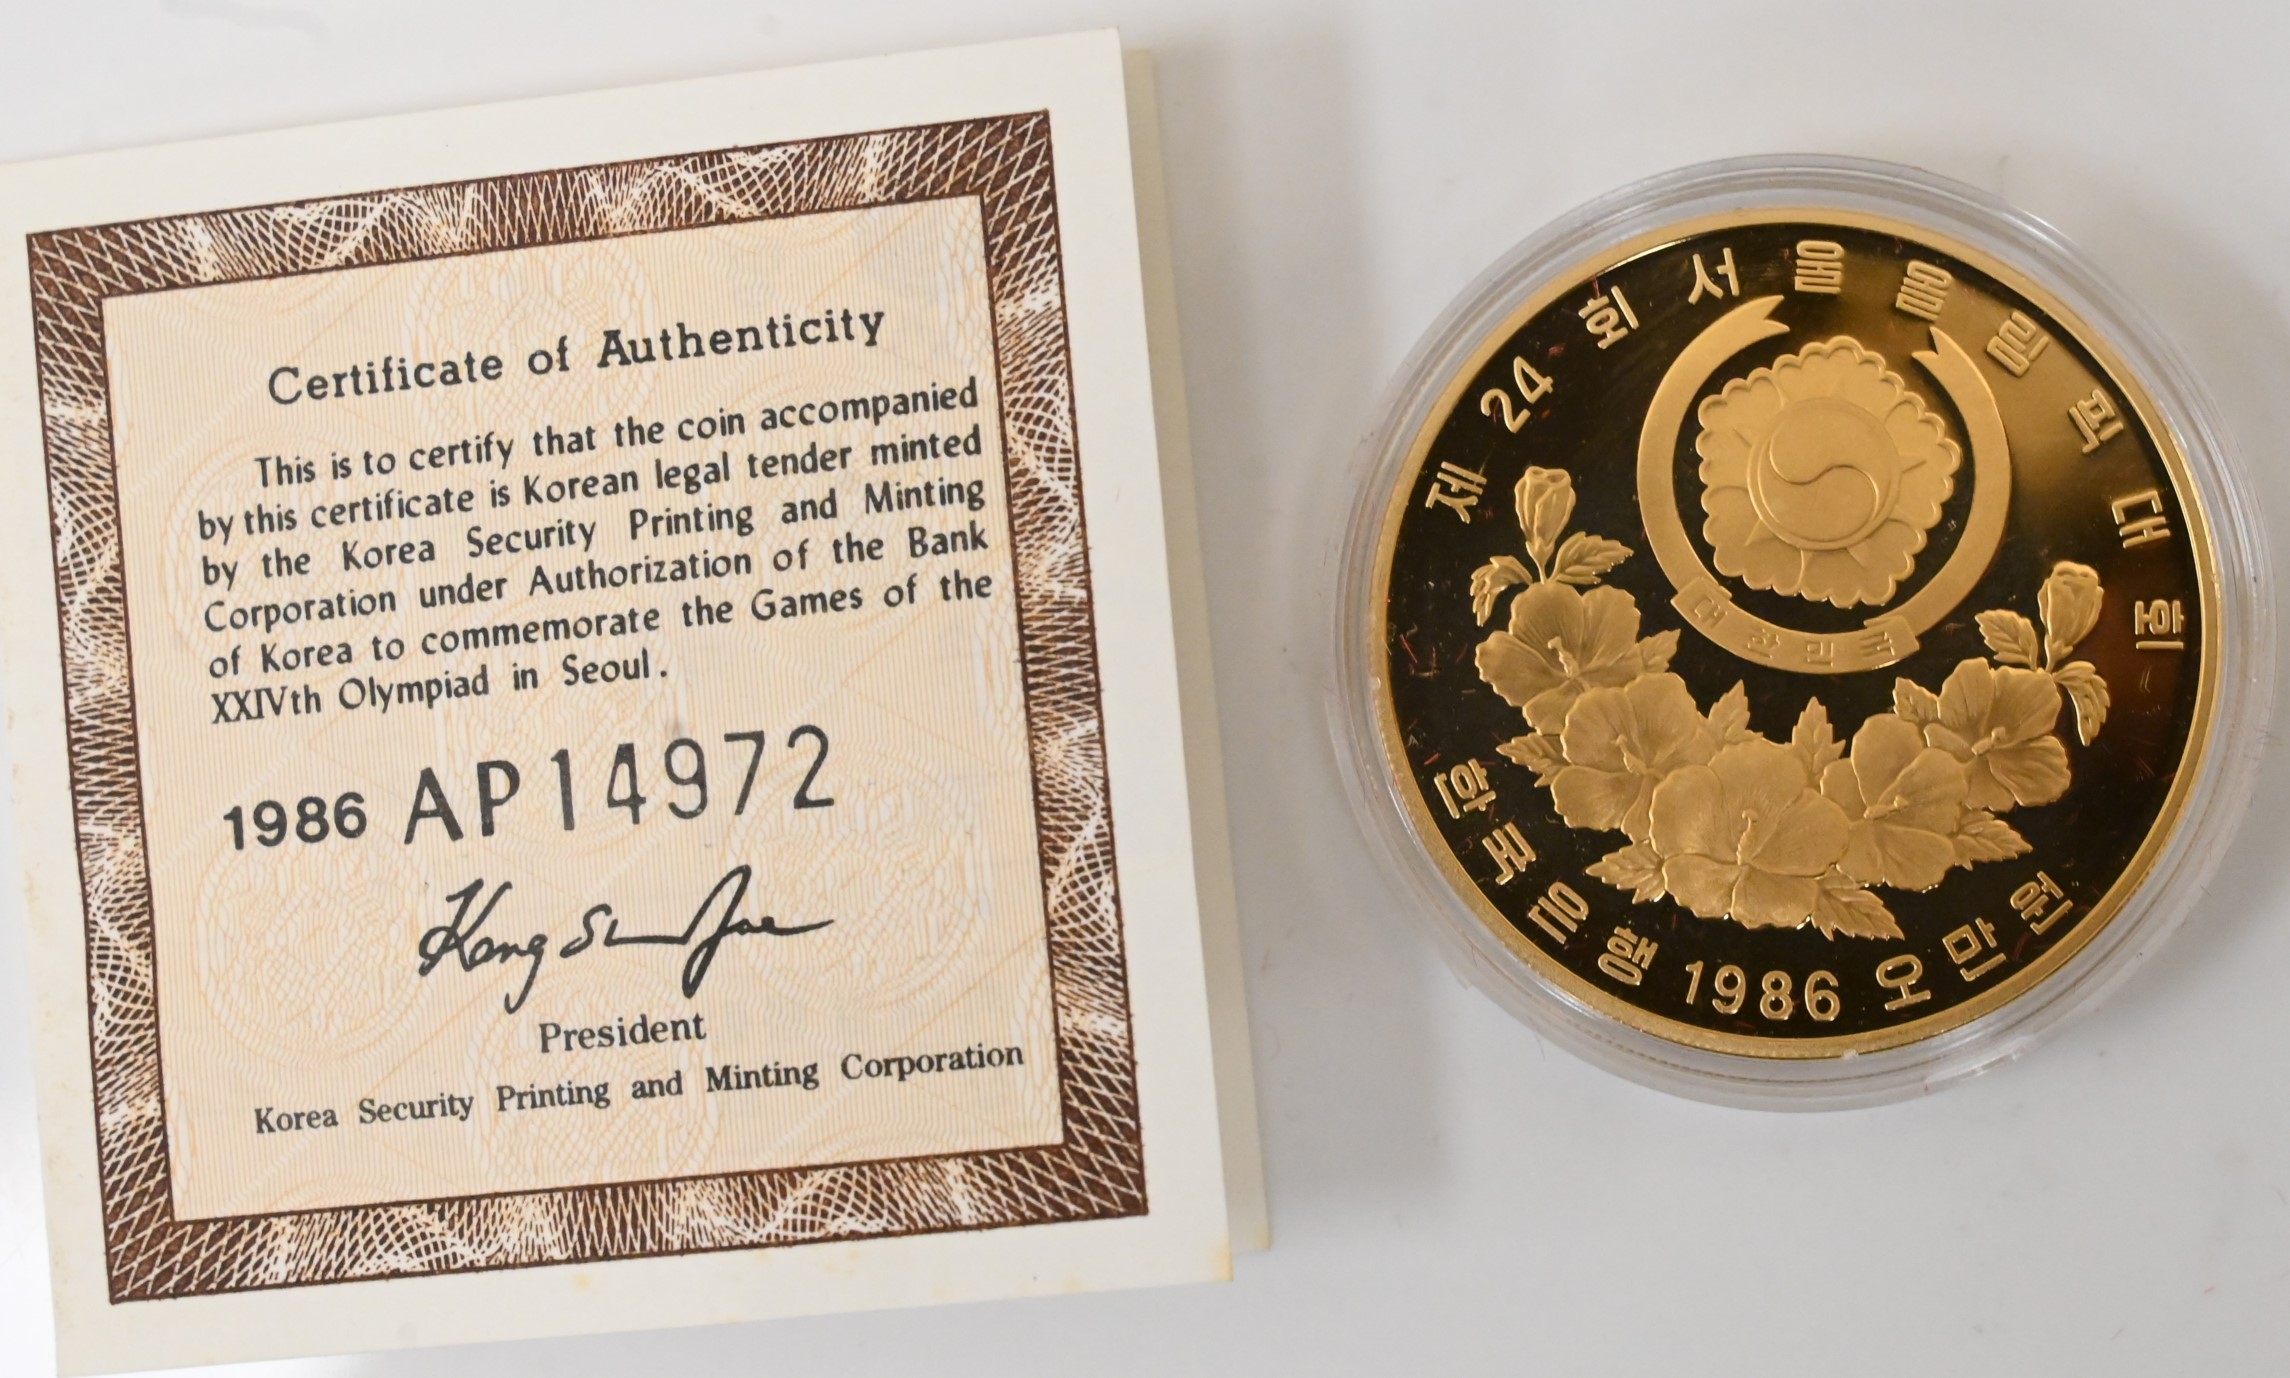 Certificate of Authenticity
This is to certify that the coin accompanied
by this certificate is Korean legal tender minted
by the Korea Security Printing and Minting
Corporation under Authorization of the Bank
of Korea to commemorate the Games of the
XXIVth Olympiad in Seoul.
1986 AP14972
Kang Su Jae
President
Korea Security Printing and Minting Corporation
제 24 회 서울올림픽대회
대한민국
한국은행 1986 오만원